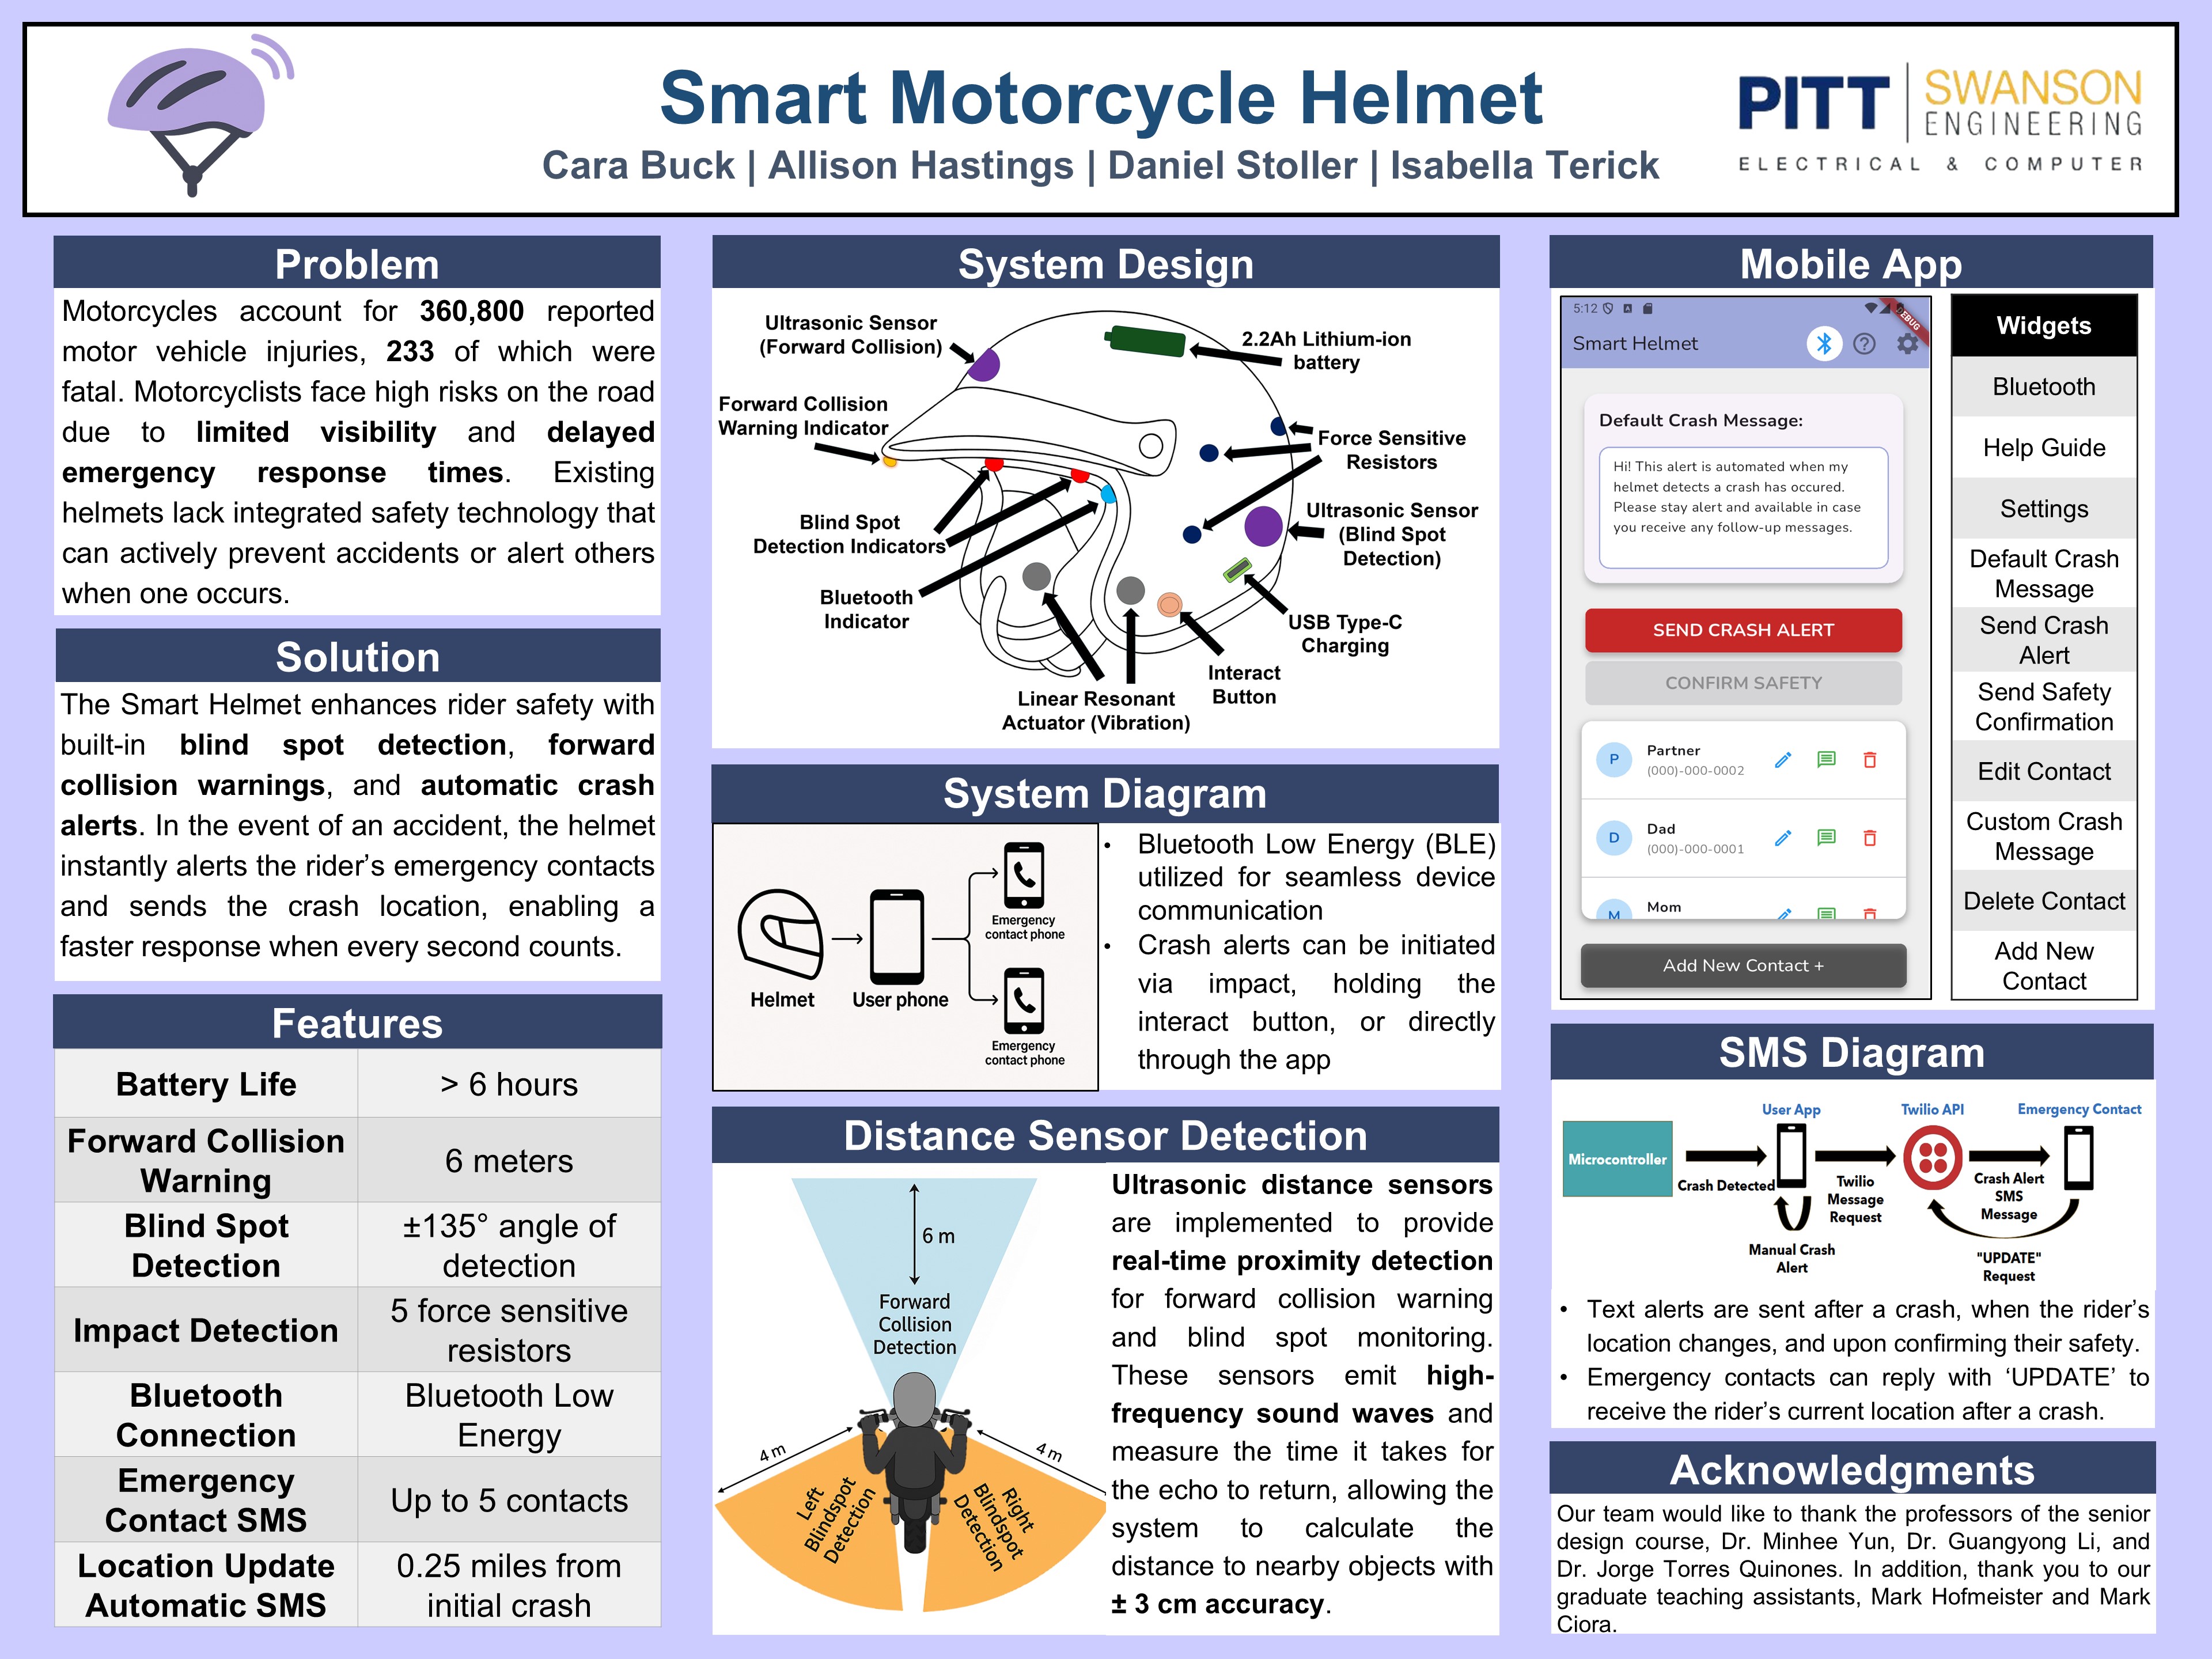 Smart Motorcycle Helmet
Cara Buck | Allison Hastings | Daniel Stoller | Isabella Terick
PITT | SWANSON
ENGINEERING
ELECTRICAL & COMPUTER
Problem
Motorcycles account for 360,800 reported
motor vehicle injuries, 233 of which were
fatal. Motorcyclists face high risks on the road
due to limited visibility and delayed
emergency response times. Existing
helmets lack integrated safety technology that
can actively prevent accidents or alert others
when one occurs.
Solution
The Smart Helmet enhances rider safety with
built-in blind spot detection, forward
collision warnings, and automatic crash
alerts. In the event of an accident, the helmet
instantly alerts the rider’s emergency contacts
and sends the crash location, enabling a
faster response when every second counts.
Features
Battery Life
> 6 hours
Forward Collision
Warning
6 meters
Blind Spot
Detection
±135° angle of
detection
Impact Detection
5 force sensitive
resistors
Bluetooth
Connection
Bluetooth Low
Energy
Emergency
Contact SMS
Up to 5 contacts
Location Update
Automatic SMS
0.25 miles from
initial crash
System Design
Ultrasonic Sensor
(Forward Collision)
2.2Ah Lithium-ion
battery
Forward Collision
Warning Indicator
Force Sensitive
Resistors
Blind Spot
Detection Indicators
Ultrasonic Sensor
(Blind Spot
Detection)
Bluetooth
Indicator
USB Type-C
Charging
Interact
Button
Linear Resonant
Actuator (Vibration)
System Diagram
Helmet
User phone
Emergency
contact phone
Emergency
contact phone
• Bluetooth Low Energy (BLE)
utilized for seamless device
communication
• Crash alerts can be initiated
via impact, holding the
interact button, or directly
through the app
Distance Sensor Detection
6 m
Forward
Collision
Detection
4 m
4 m
Left
Blindspot
Detection
Right
Blindspot
Detection
Ultrasonic distance sensors
are implemented to provide
real-time proximity detection
for forward collision warning
and blind spot monitoring.
These sensors emit high-
frequency sound waves and
measure the time it takes for
the echo to return, allowing the
system to calculate the
distance to nearby objects with
± 3 cm accuracy.
Mobile App
5:12
Smart Helmet
Default Crash Message:
Hi! This alert is automated when my
helmet detects a crash has occured.
Please stay alert and available in case
you receive any follow-up messages.
SEND CRASH ALERT
CONFIRM SAFETY
P
Partner
(000)-000-0002
D
Dad
(000)-000-0001
M
Mom
Add New Contact +
Widgets
Bluetooth
Help Guide
Settings
Default Crash
Message
Send Crash
Alert
Send Safety
Confirmation
Edit Contact
Custom Crash
Message
Delete Contact
Add New
Contact
SMS Diagram
User App
Twilio API
Emergency Contact
Microcontroller
Crash Detected
Twilio
Message
Request
Crash Alert
SMS
Message
Manual Crash
Alert
"UPDATE"
Request
• Text alerts are sent after a crash, when the rider’s
location changes, and upon confirming their safety.
• Emergency contacts can reply with ‘UPDATE’ to
receive the rider’s current location after a crash.
Acknowledgments
Our team would like to thank the professors of the senior
design course, Dr. Minhee Yun, Dr. Guangyong Li, and
Dr. Jorge Torres Quinones. In addition, thank you to our
graduate teaching assistants, Mark Hofmeister and Mark
Ciora.